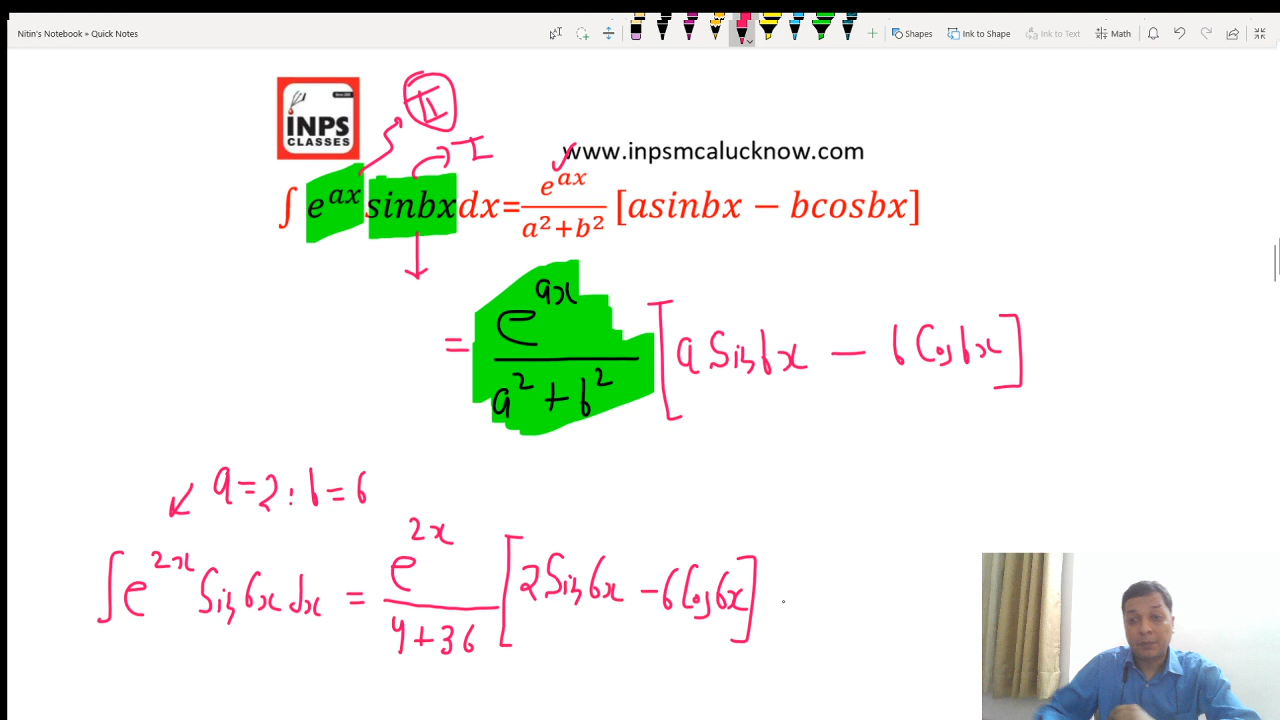 Nitin's Notebook » Quick Notes
Shapes Ink to Shape Ink to Text Math
INPS
CLASSES
II
I
www.inpsmcalucknow.com
∫ e^{ax} sinbx dx = e^{ax}/(a²+b²) [asinbx − bcosbx]
= e^{ax}/(a²+b²) [a Sinbx − b Cosbx]
a=2 : b=6
∫ e^{2x} Sin6x dx = e^{2x}/(4+36) [2Sin6x − 6Cos6x]